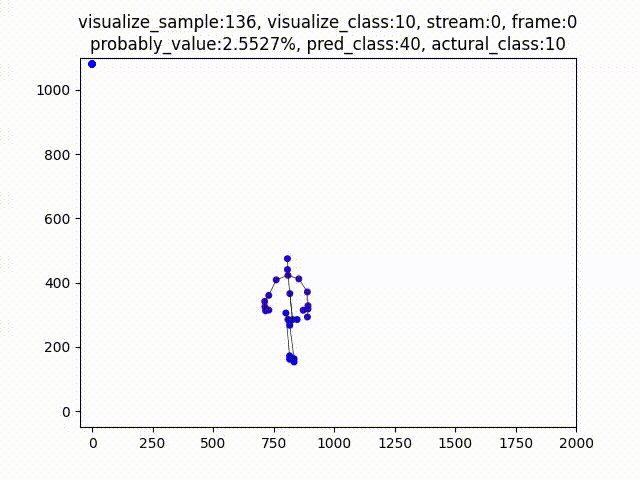 visualize_sample:136, visualize_class:10, stream:0, frame:0
probably_value:2.5527%, pred_class:40, actural_class:10
1000
800
600
400
200
0
0 250 500 750 1000 1250 1500 1750 2000